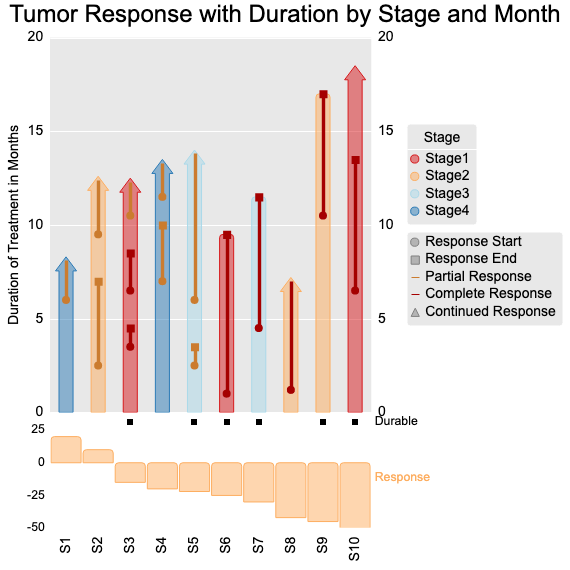 Tumor Response with Duration by Stage and Month
20
15
10
5
0
Duration of Treatment in Months
20
15
10
5
0
Stage
Stage1
Stage2
Stage3
Stage4
Response Start
Response End
Partial Response
Complete Response
Continued Response
Durable
25
0
-25
-50
Response
S1 S2 S3 S4 S5 S6 S7 S8 S9 S10